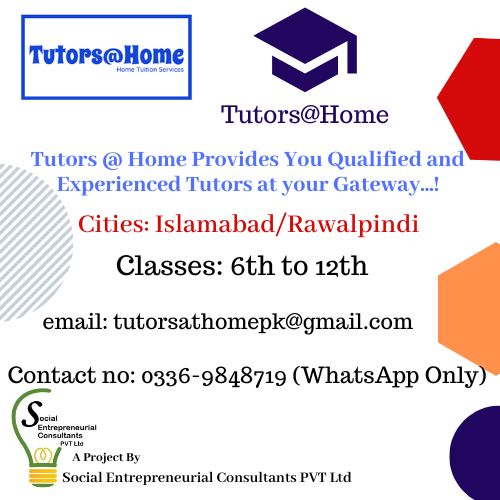 Tutors@Home
Home Tuition Services
Tutors@Home
Tutors @ Home Provides You Qualified and
Experienced Tutors at your Gateway...!
Cities: Islamabad/Rawalpindi
Classes: 6th to 12th
email: tutorsathomepk@gmail.com
Contact no: 0336-9848719 (WhatsApp Only)
Social
Entrepreneurial
Consultants
PVT Ltd
A Project By
Social Entrepreneurial Consultants PVT Ltd